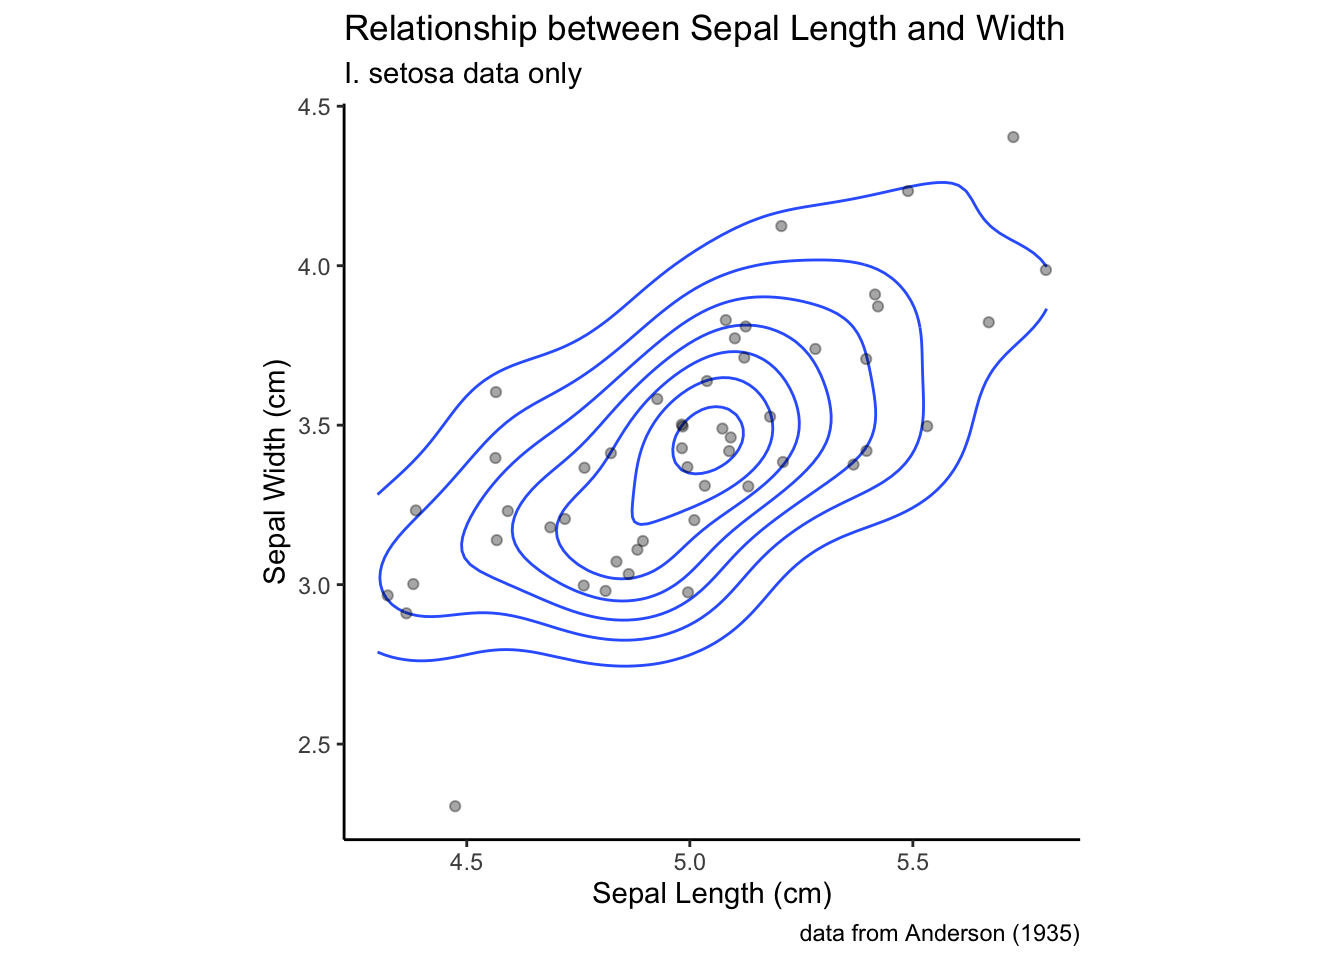 Relationship between Sepal Length and Width
I. setosa data only
4.5
4.0
3.5
3.0
2.5
Sepal Width (cm)
4.5 5.0 5.5
Sepal Length (cm)
data from Anderson (1935)